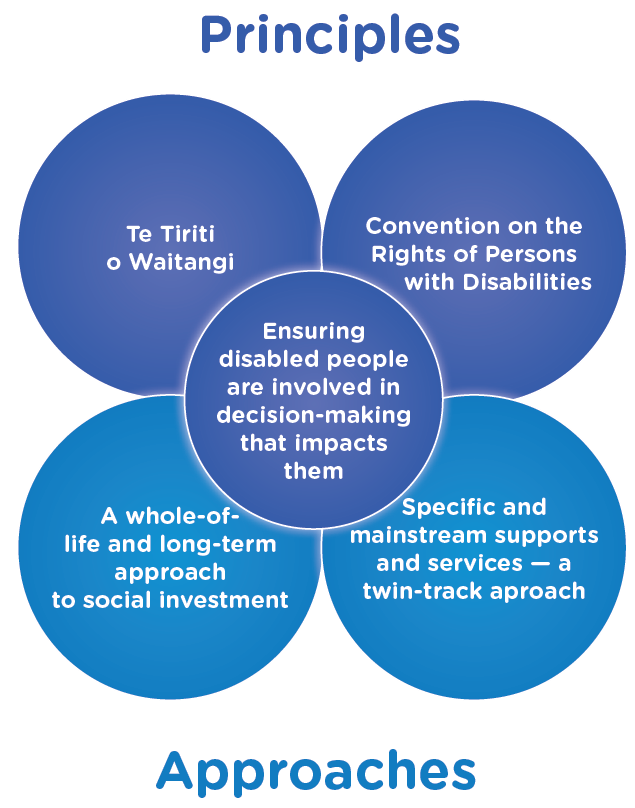 Principles
Te Tiriti
o Waitangi
Convention on the
Rights of Persons
with Disabilities
Ensuring
disabled people
are involved in
decision-making
that impacts
them
A whole-of-
life and long-term
approach
to social investment
Specific and
mainstream supports
and services — a
twin-track aproach
Approaches